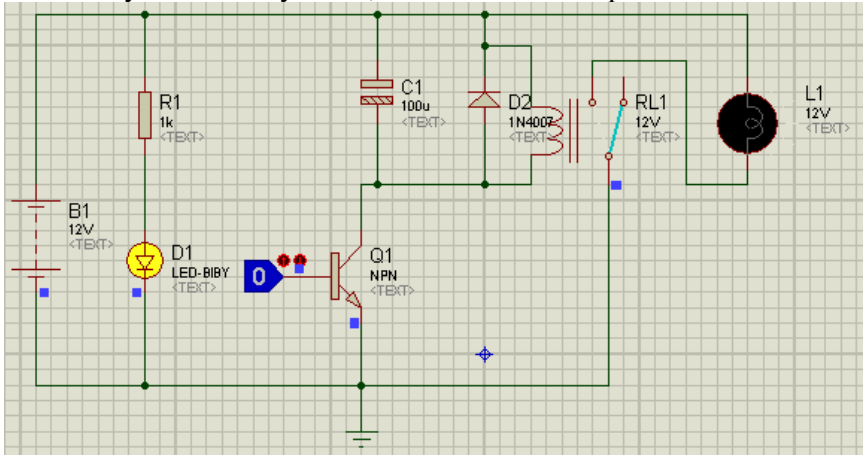 R1
1k
<TEXT>
C1
100u
<TEXT>
D2
1N4007
<TEXT>
RL1
12V
<TEXT>
L1
12V
<TEXT>
B1
12V
<TEXT>
D1
LED-BIBY
<TEXT>
0
Q1
NPN
<TEXT>